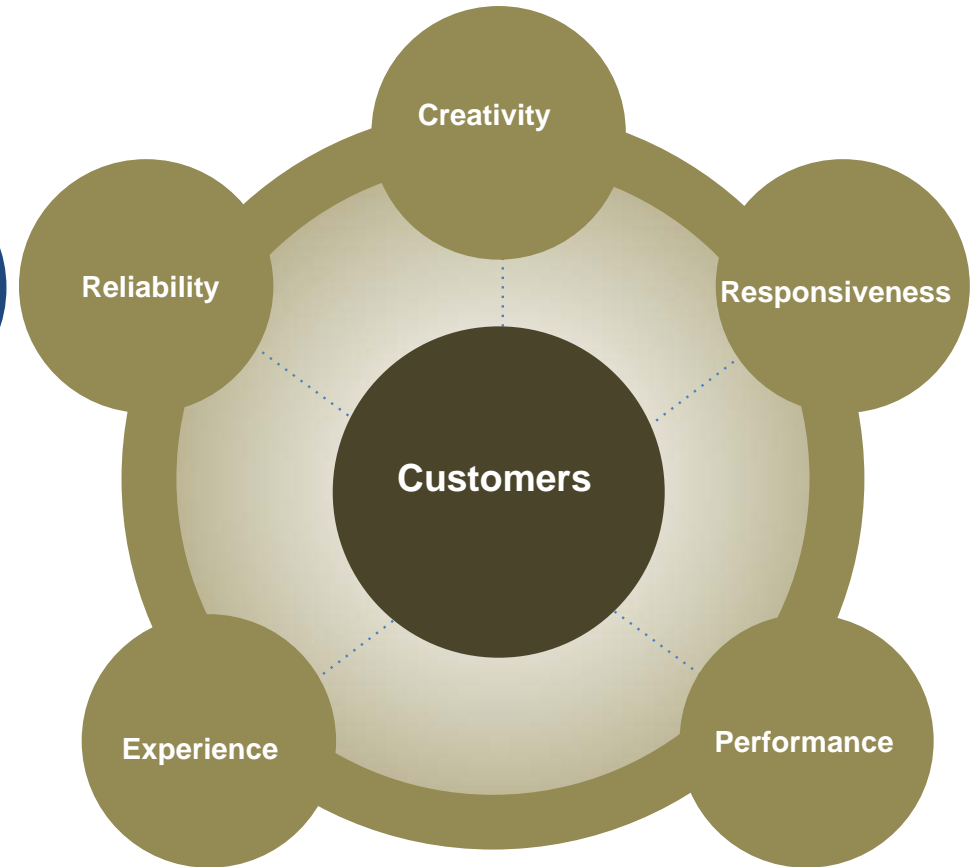 Creativity
Reliability
Responsiveness
Customers
Experience
Performance